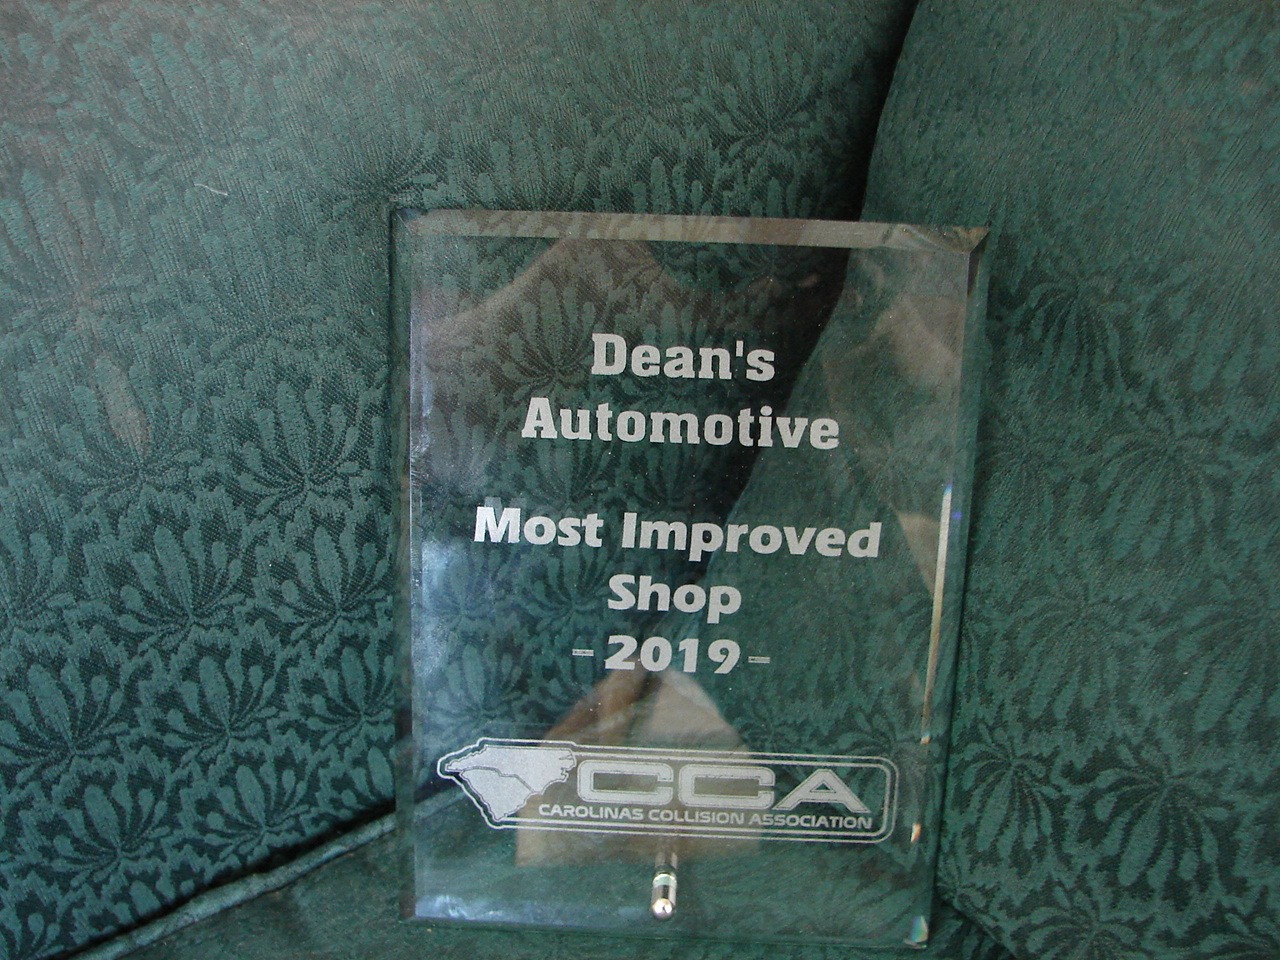 Dean's
Automotive
Most Improved
Shop
-2019-
CCA
CAROLINAS COLLISION ASSOCIATION